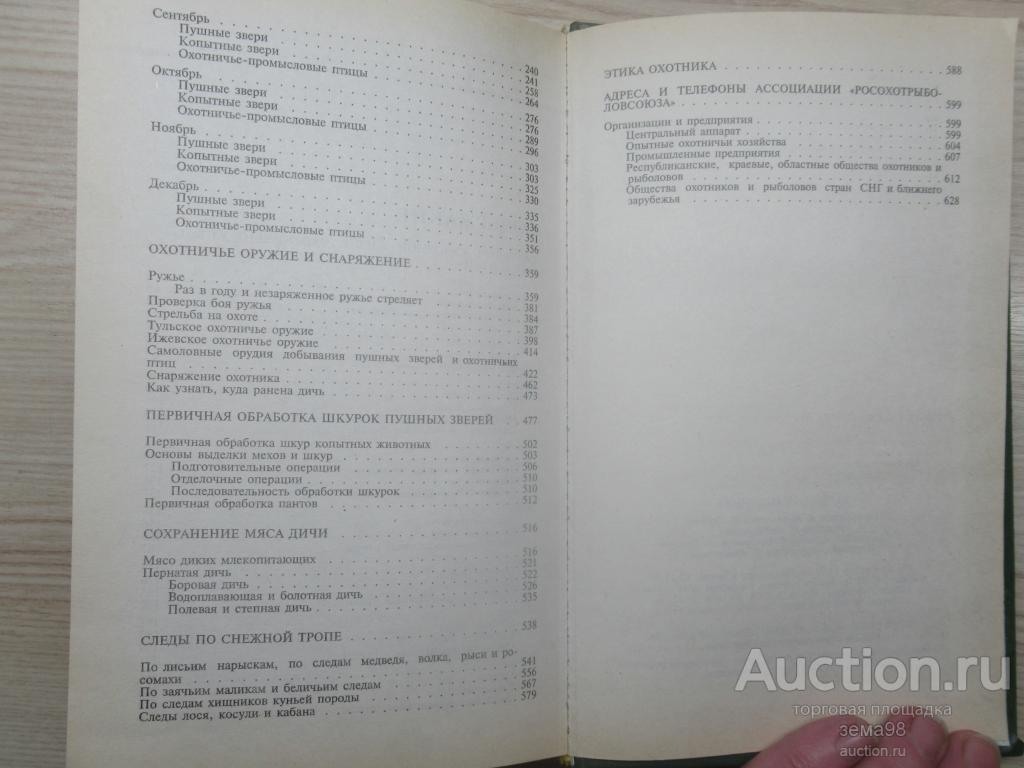 Сентябрь . . . 240
Пушные звери . . . 241
Копытные звери . . . 258
Охотничье-промысловые птицы . . . 264
Октябрь . . . 276
Пушные звери . . . 276
Копытные звери . . . 289
Охотничье-промысловые птицы . . . 296
Ноябрь . . . 303
Пушные звери . . . 303
Копытные звери . . . 325
Охотничье-промысловые птицы . . . 330
Декабрь . . . 335
Пушные звери . . . 336
Копытные звери . . . 351
Охотничье-промысловые птицы . . . 356
ОХОТНИЧЬЕ ОРУЖИЕ И СНАРЯЖЕНИЕ . . . 359
Ружье . . . 359
Раз в году и незаряженное ружье стреляет . . . 381
Проверка боя ружья . . . 384
Стрельба на охоте . . . 387
Тульское охотничье оружие . . . 398
Ижевское охотничье оружие . . . 414
Самоловные орудия добывания пушных зверей и охотничьих
птиц . . . 422
Снаряжение охотника . . . 462
Как узнать, куда ранена дичь . . . 473
ПЕРВИЧНАЯ ОБРАБОТКА ШКУРОК ПУШНЫХ ЗВЕРЕЙ . . . 477
Первичная обработка шкур копытных животных . . . 502
Основы выделки мехов и шкур . . . 503
Подготовительные операции . . . 506
Отделочные операции . . . 510
Последовательность обработки шкурок . . . 510
Первичная обработка пантов . . . 512
СОХРАНЕНИЕ МЯСА ДИЧИ . . . 516
Мясо диких млекопитающих . . . 516
Пернатая дичь . . . 521
Боровая дичь . . . 522
Водоплавающая и болотная дичь . . . 526
Полевая и степная дичь . . . 535
СЛЕДЫ ПО СНЕЖНОЙ ТРОПЕ . . . 538
По лисьим нарыскам, по следам медведя, волка, рыси и ро-
сомахи . . . 541
По заячьим маликам и беличьим следам . . . 556
По следам хищников куньей породы . . . 567
Следы лося, косули и кабана . . . 579
ЭТИКА ОХОТНИКА . . . 588
АДРЕСА И ТЕЛЕФОНЫ АССОЦИАЦИИ «РОСОХОТРЫБО-
ЛОВСОЮЗА» . . . 599
Организации и предприятия . . . 599
Центральный аппарат . . . 599
Опытные охотничьи хозяйства . . . 604
Промышленные предприятия . . . 607
Республиканские, краевые, областные общества охотников и
рыболовов . . . 612
Общества охотников и рыболовов стран СНГ и ближнего
зарубежья . . . 628
Auction.ru
торговая площадка
зема98
auction.ru